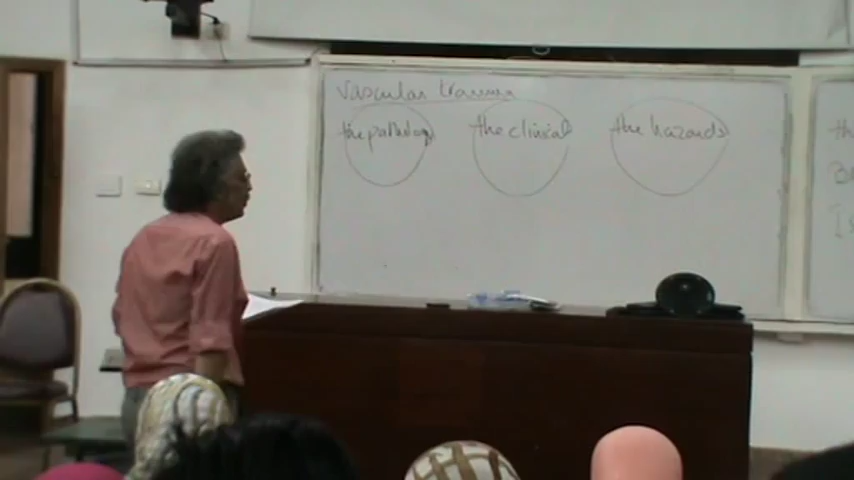 vascular trauma
the pathology the clinical the hazards